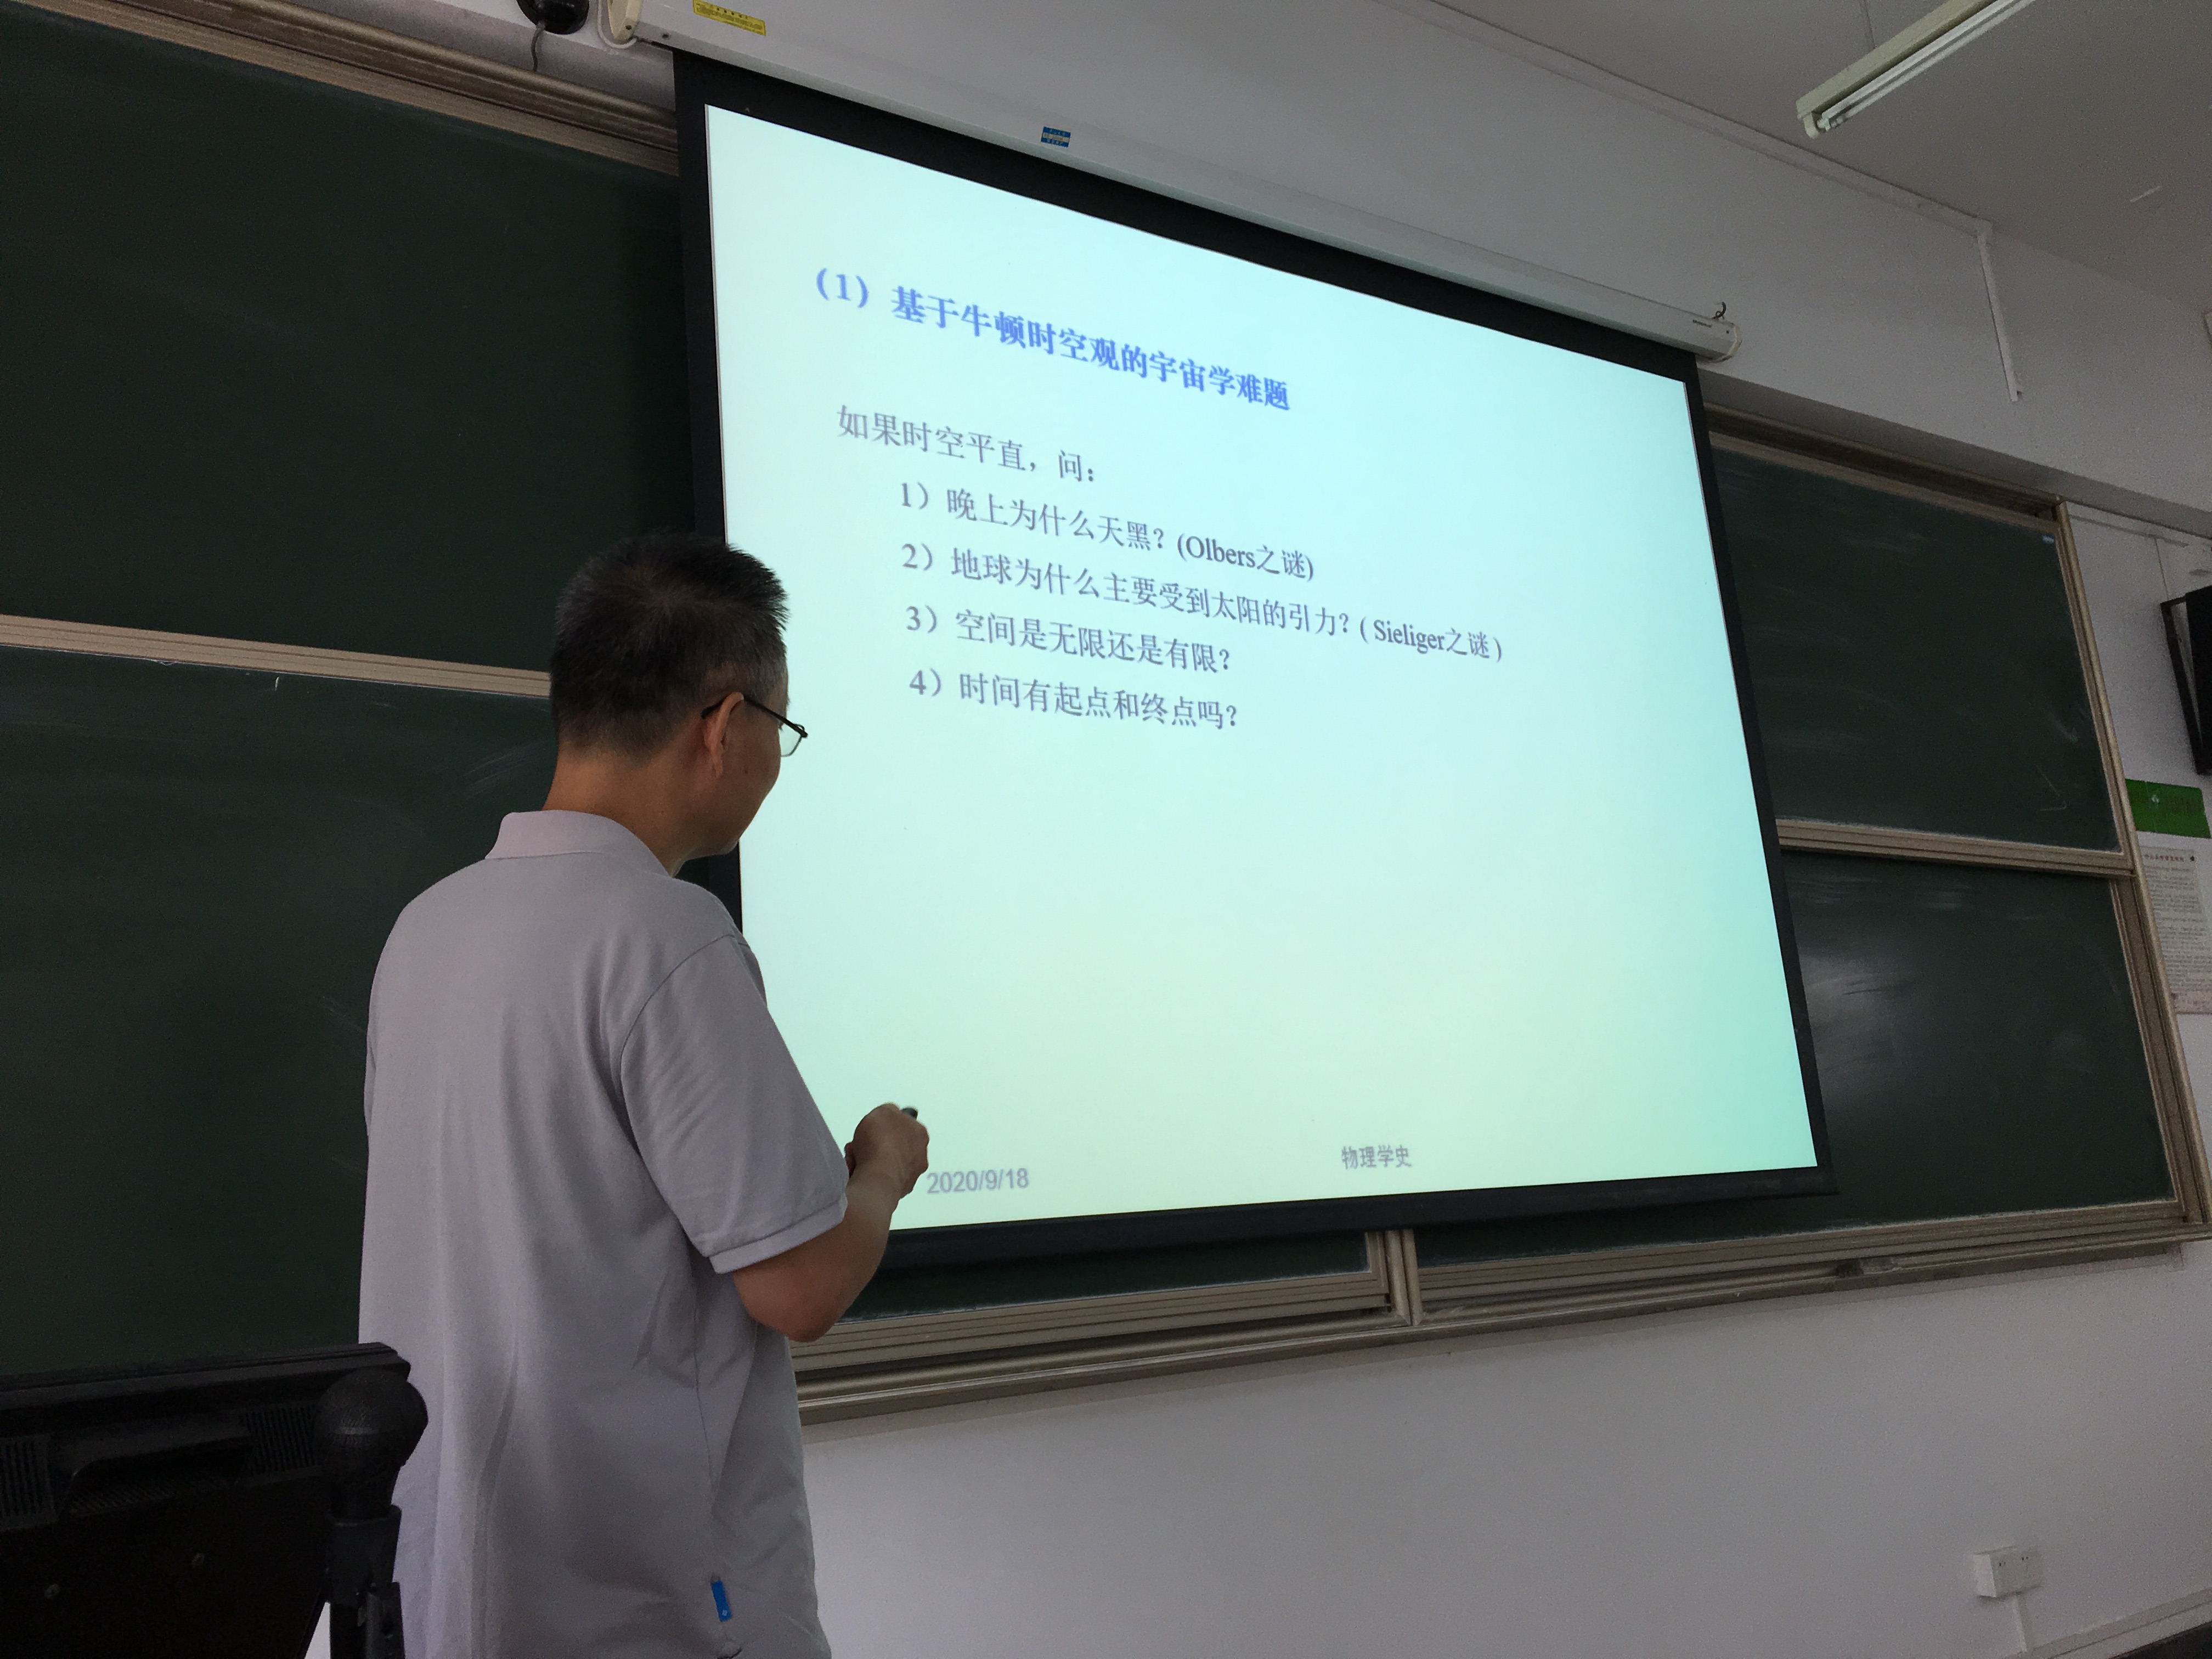 （1）基于牛顿时空观的宇宙学难题
如果时空平直，问：
1）晚上为什么天黑？(Olbers之谜)
2）地球为什么主要受到太阳的引力？( Sieliger之谜 )
3）空间是无限还是有限？
4）时间有起点和终点吗？
2020/9/18
物理学史